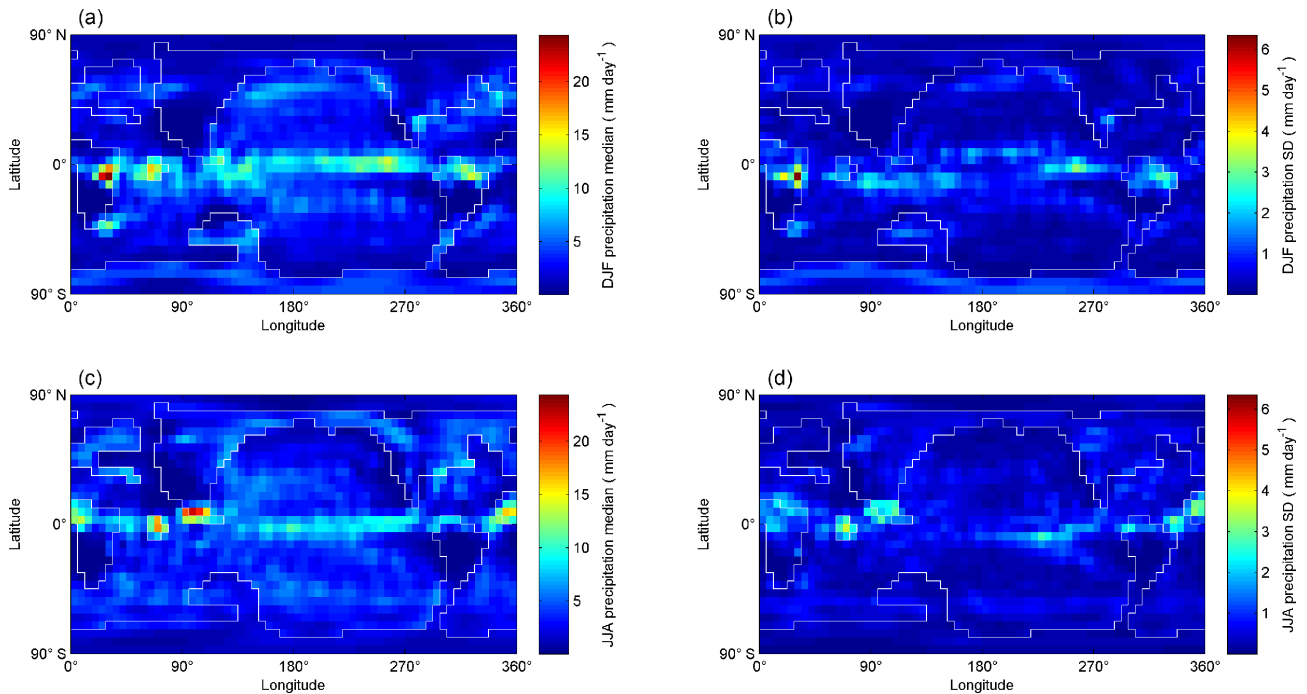 (a)
90° N
0°
90° S
Latitude
0°
90°
180°
270°
360°
Longitude
20
15
10
5
DJF precipitation median ( mm day-1 )
(b)
90° N
0°
90° S
Latitude
0°
90°
180°
270°
360°
Longitude
6
5
4
3
2
1
DJF precipitation SD ( mm day-1 )
(c)
90° N
0°
90° S
Latitude
0°
90°
180°
270°
360°
Longitude
20
15
10
5
JJA precipitation median ( mm day-1 )
(d)
90° N
0°
90° S
Latitude
0°
90°
180°
270°
360°
Longitude
6
5
4
3
2
1
JJA precipitation SD ( mm day-1 )